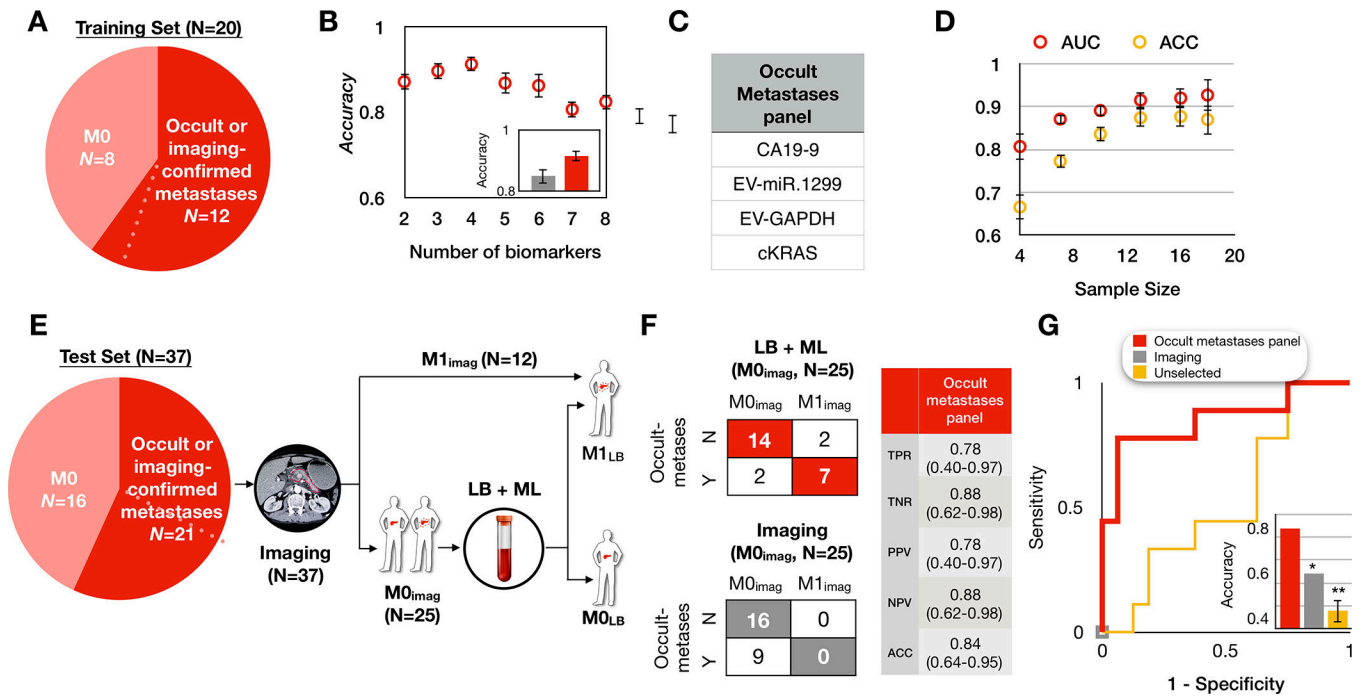 A
Training Set (N=20)
M0
N=8
Occult or
imaging-
confirmed
metastases
N=12
B
1
0.8
0.6
Accuracy
2
3
4
5
6
7
8
Number of biomarkers
1
0.8
Accuracy
C
Occult
Metastases
panel
CA19-9
EV-miR.1299
EV-GAPDH
cKRAS
D
AUC
ACC
1
0.9
0.8
0.7
0.6
4
8
12
16
20
Sample Size
E
Test Set (N=37)
M0
N=16
Occult or
imaging-
confirmed
metastases
N=21
Imaging
(N=37)
M1imag (N=12)
M0imag
(N=25)
LB + ML
M1LB
M0LB
F
LB + ML
(M0imag, N=25)
M0imag M1imag
Occult-
metases
N
Y
14 2
2 7
Imaging
(M0imag, N=25)
M0imag M1imag
Occult-
metases
N
Y
16 0
9 0
Occult
metastases
panel
TPR
0.78
(0.40-0.97)
TNR
0.88
(0.62-0.98)
PPV
0.78
(0.40-0.97)
NPV
0.88
(0.62-0.98)
ACC
0.84
(0.64-0.95)
G
Occult metastases panel
Imaging
Unselected
1
0.5
0
Sensitivity
0
0.5
1
1 - Specificity
0.8
0.6
0.4
Accuracy
*
**